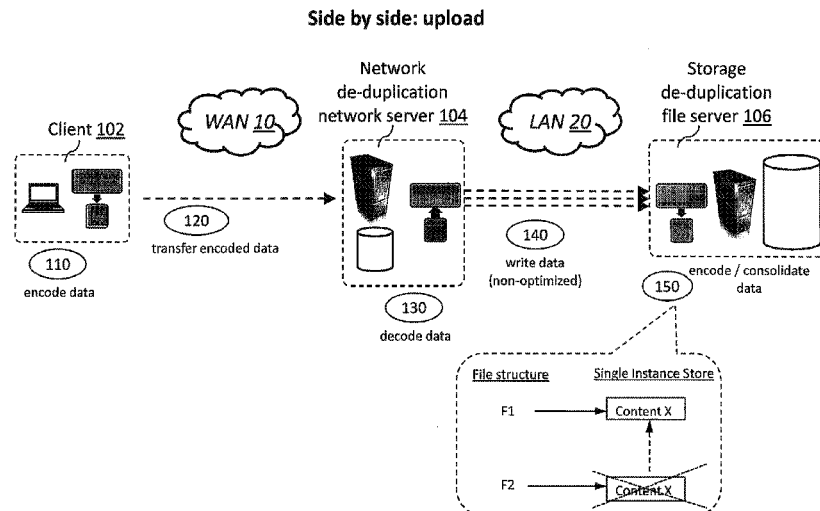 Side by side: upload
Client 102
WAN 10
Network
de-duplication
network server 104
LAN 20
Storage
de-duplication
file server 106
120
transfer encoded data
110
encode data
130
decode data
140
write data
(non-optimized)
150
encode / consolidate
data
File structure
Single Instance Store
F1
Content X
F2
Content X